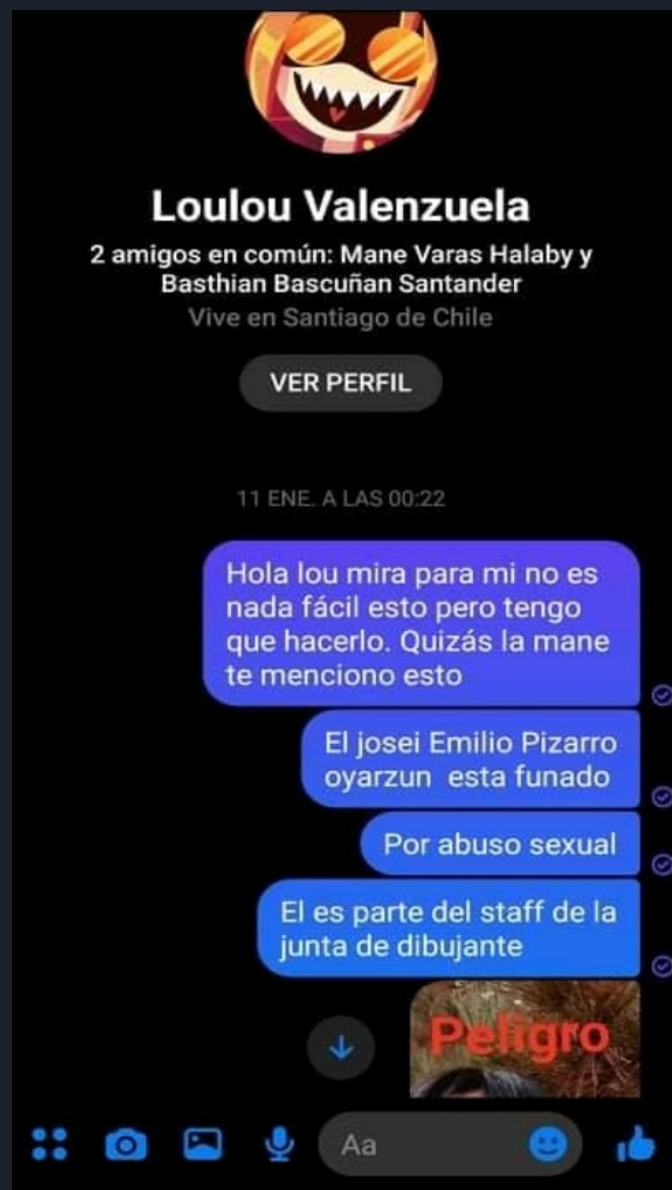 Loulou Valenzuela
2 amigos en común: Mane Varas Halaby y
Basthian Bascuñan Santander
Vive en Santiago de Chile
VER PERFIL
11 ENE. A LAS 00:22
Hola lou mira para mi no es
nada fácil esto pero tengo
que hacerlo. Quizás la mane
te menciono esto
El josei Emilio Pizarro
oyarzun esta funado
Por abuso sexual
El es parte del staff de la
junta de dibujante
Peligro
Aa